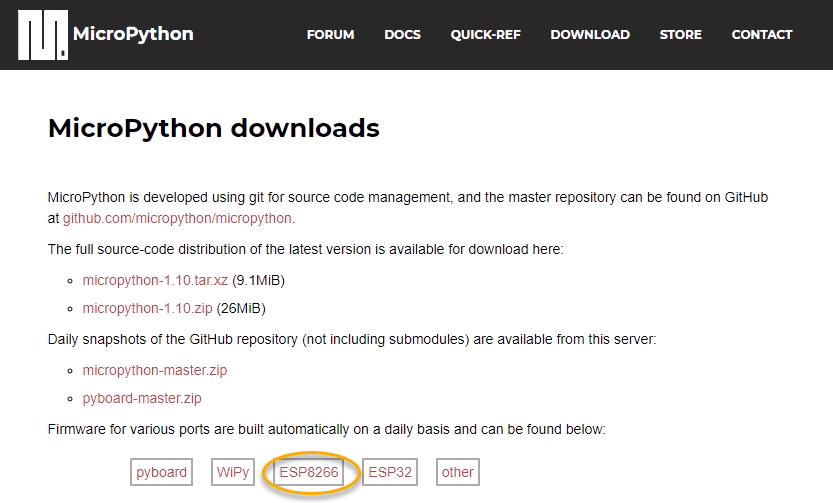 MicroPython
FORUM DOCS QUICK-REF DOWNLOAD STORE CONTACT
MicroPython downloads
MicroPython is developed using git for source code management, and the master repository can be found on GitHub
at github.com/micropython/micropython.
The full source-code distribution of the latest version is available for download here:
micropython-1.10.tar.xz (9.1MiB)
micropython-1.10.zip (26MiB)
Daily snapshots of the GitHub repository (not including submodules) are available from this server:
micropython-master.zip
pyboard-master.zip
Firmware for various ports are built automatically on a daily basis and can be found below:
pyboard WiPy ESP8266 ESP32 other